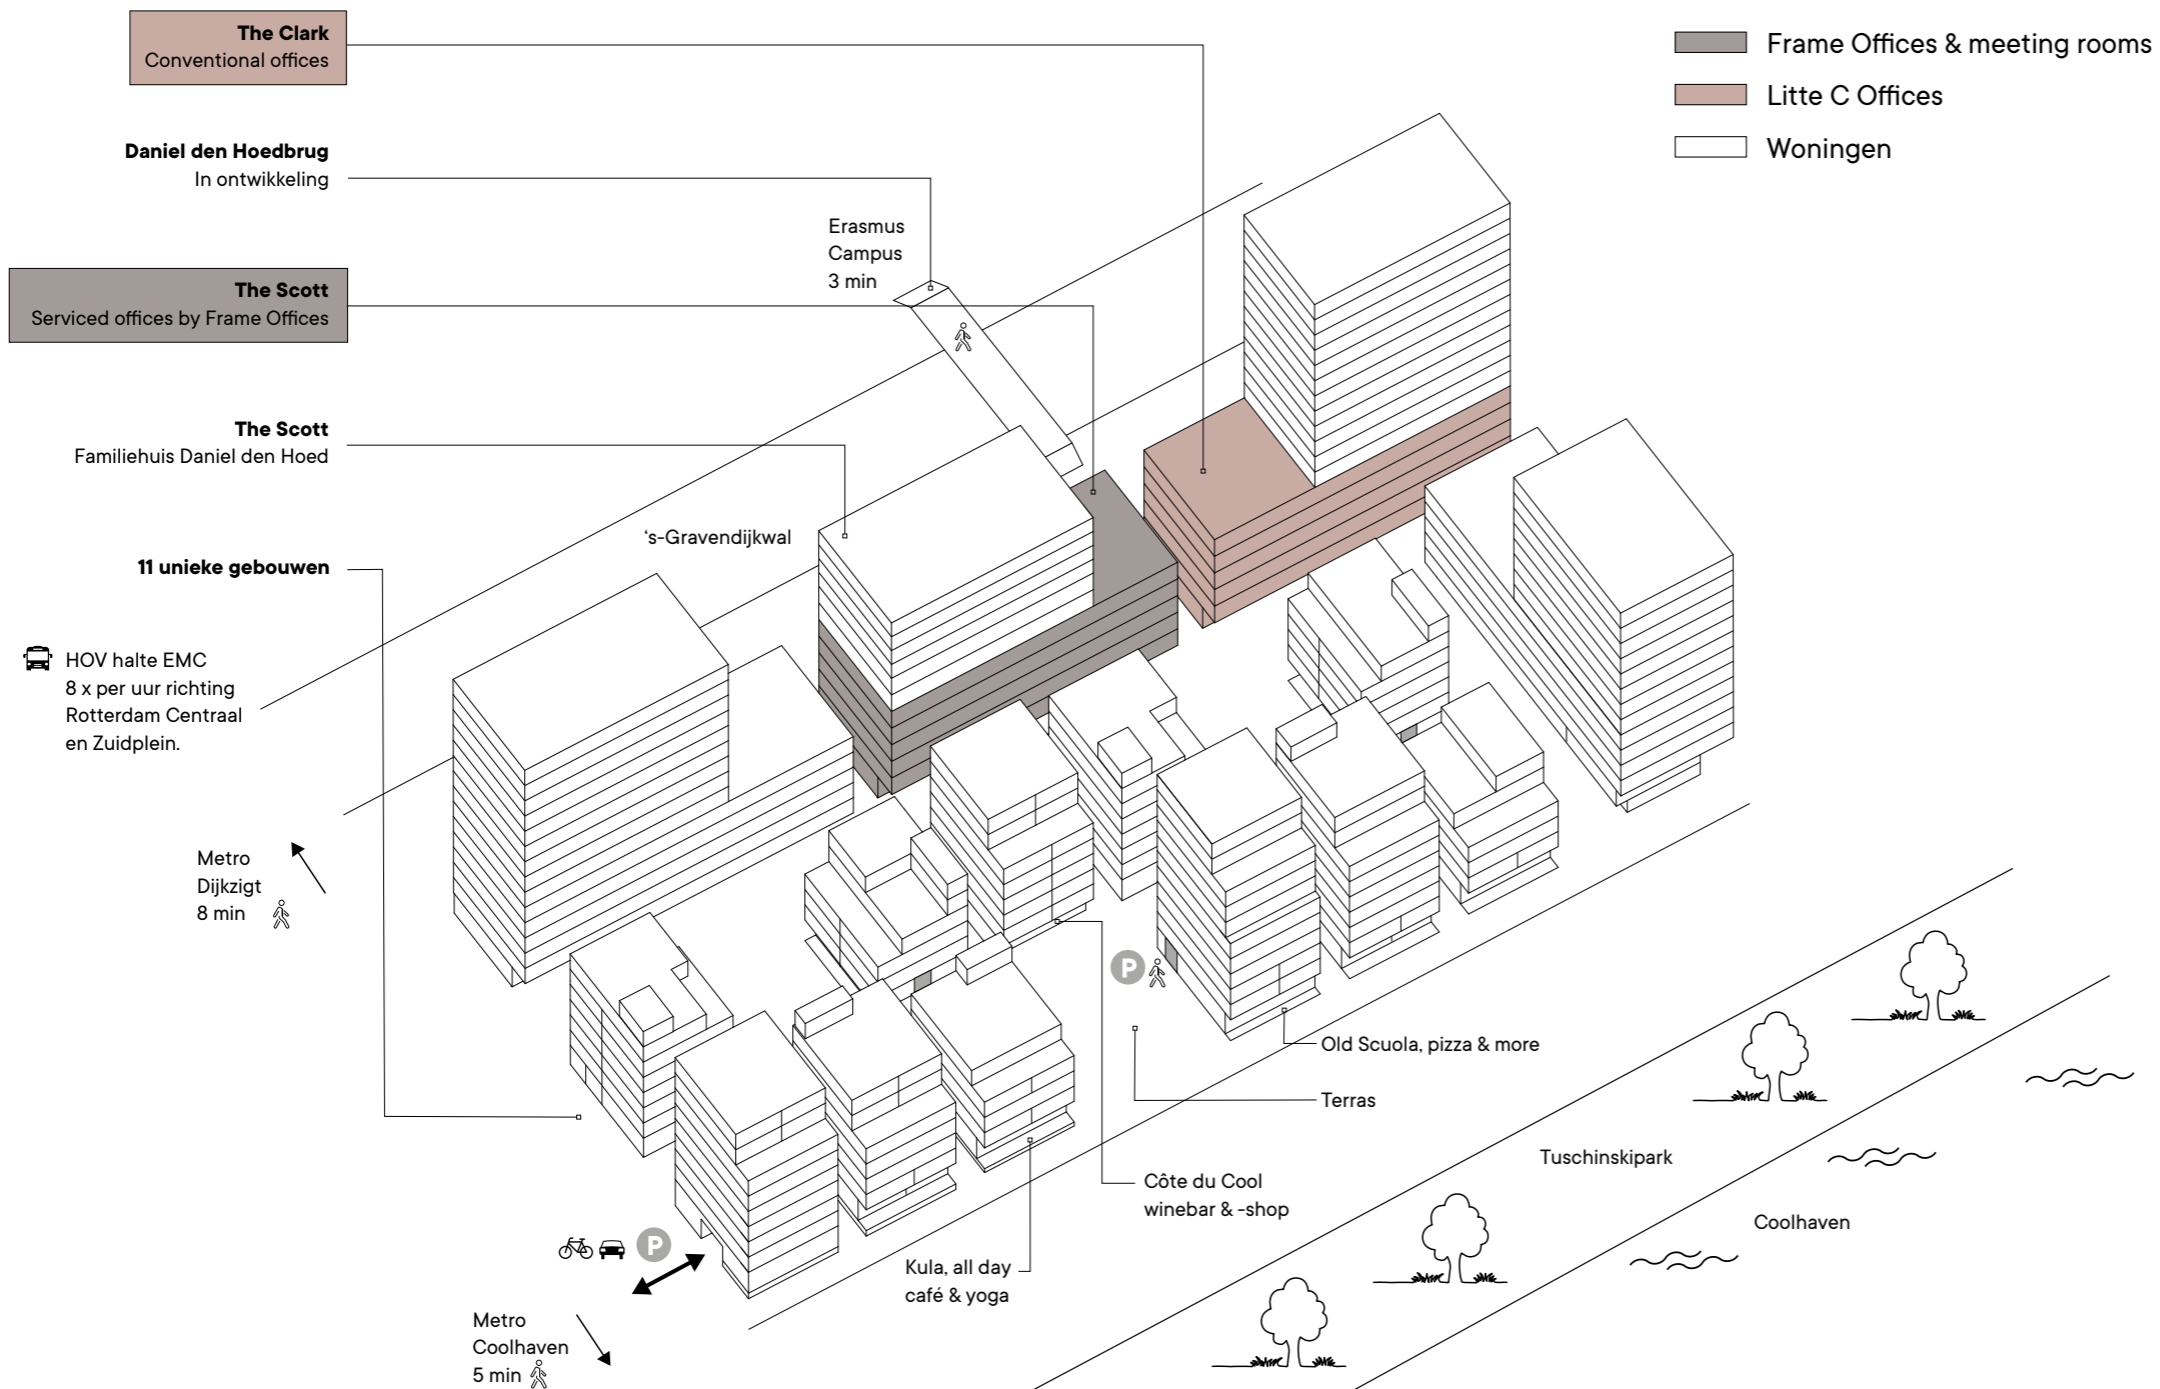 The Clark
Conventional offices
Frame Offices & meeting rooms
Litte C Offices
Woningen
Daniel den Hoedbrug
In ontwikkeling
Erasmus
Campus
3 min
The Scott
Serviced offices by Frame Offices
The Scott
Familiehuis Daniel den Hoed
‘s-Gravendijkwal
11 unieke gebouwen
HOV halte EMC
8 x per uur richting
Rotterdam Centraal
en Zuidplein.
Metro
Dijkzigt
8 min
P
Old Scuola, pizza & more
Terras
Côte du Cool
winebar & -shop
Tuschinskipark
Coolhaven
Kula, all day
café & yoga
P
Metro
Coolhaven
5 min